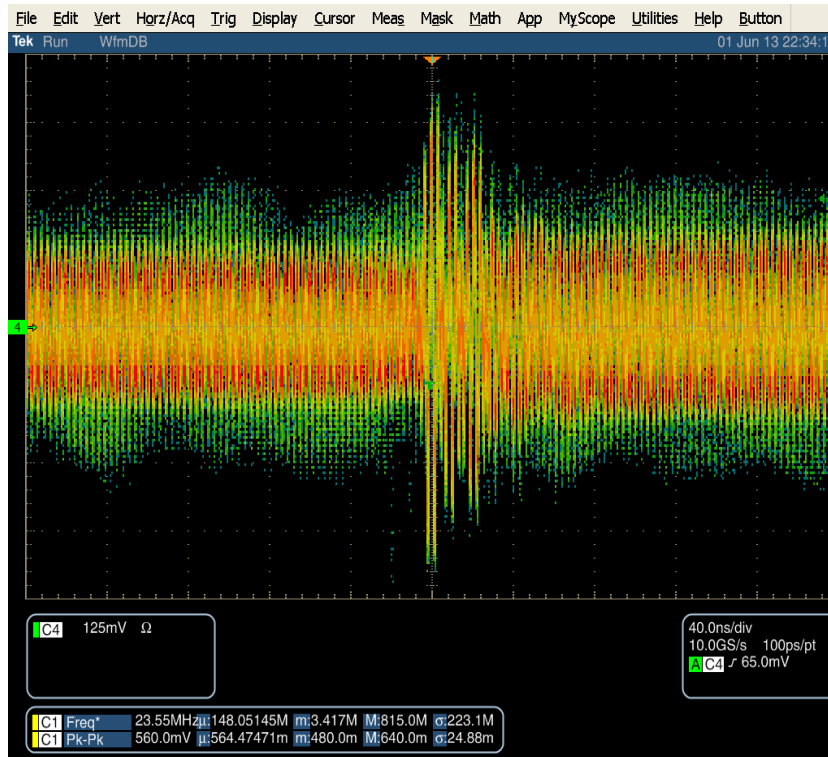 File Edit Vert Horz/Acq Trig Display Cursor Meas Mask Math App MyScope Utilities Help Button
Tek Run WfmDB 01 Jun 13 22:34:1
4
C4 125mV Ω
40.0ns/div
10.0GS/s 100ps/pt
A C4 65.0mV
C1 Freq* 23.55MHz μ:148.05145M m:3.417M M:815.0M σ:223.1M
C1 Pk-Pk 560.0mV μ:564.47471m m:480.0m M:640.0m σ:24.88m